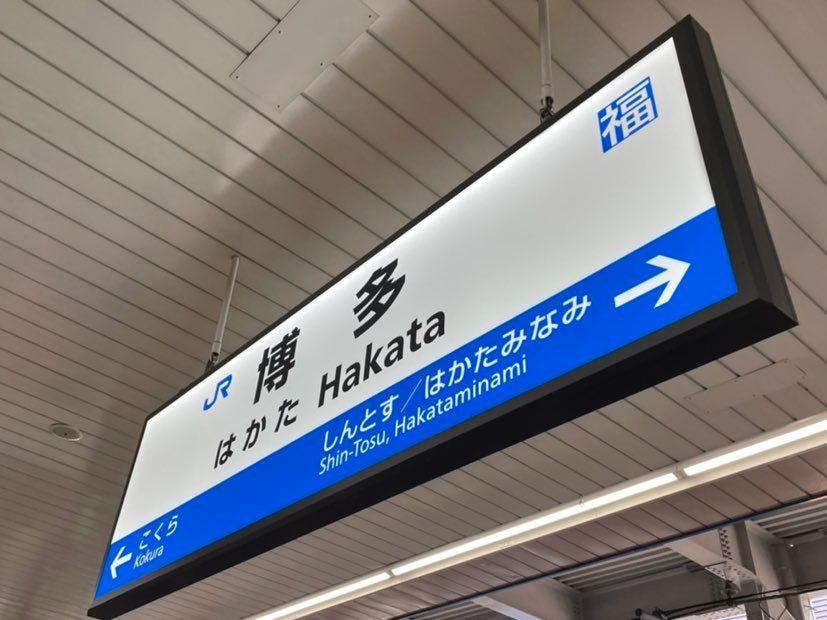 福
JR 博多
はかた Hakata
しんとす／はかたみなみ →
Shin-Tosu, Hakataminami
← こくら
Kokura